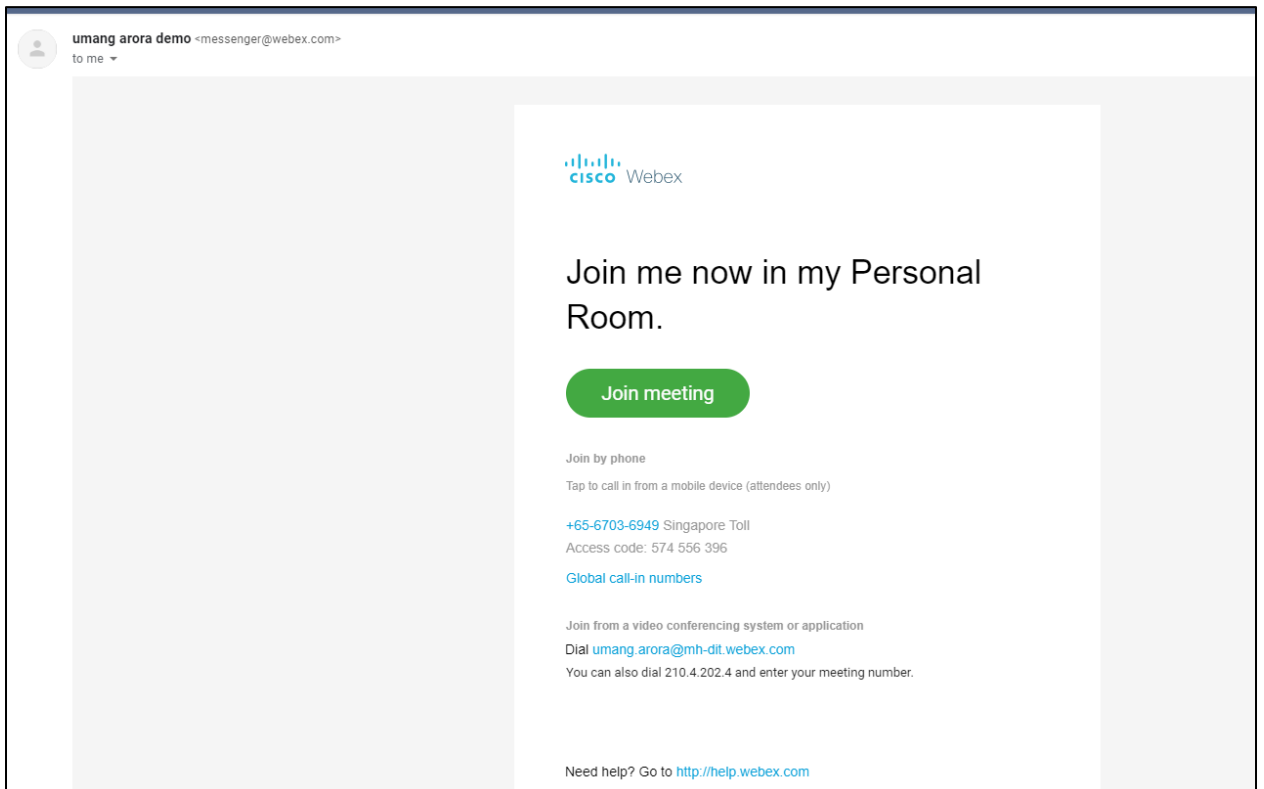 umang arora demo <messenger@webex.com>
to me
CISCO Webex
Join me now in my Personal
Room.
Join meeting
Join by phone
Tap to call in from a mobile device (attendees only)
+65-6703-6949 Singapore Toll
Access code: 574 556 396
Global call-in numbers
Join from a video conferencing system or application
Dial umang.arora@mh-dit.webex.com
You can also dial 210.4.202.4 and enter your meeting number.
Need help? Go to http://help.webex.com